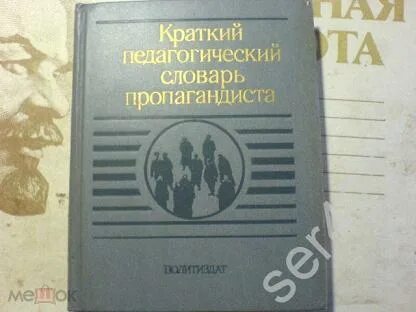 Краткий
педагогический
словарь
пропагандиста
ПОЛИТИЗДАТ
НАЯ
ОТА
мешок
ser